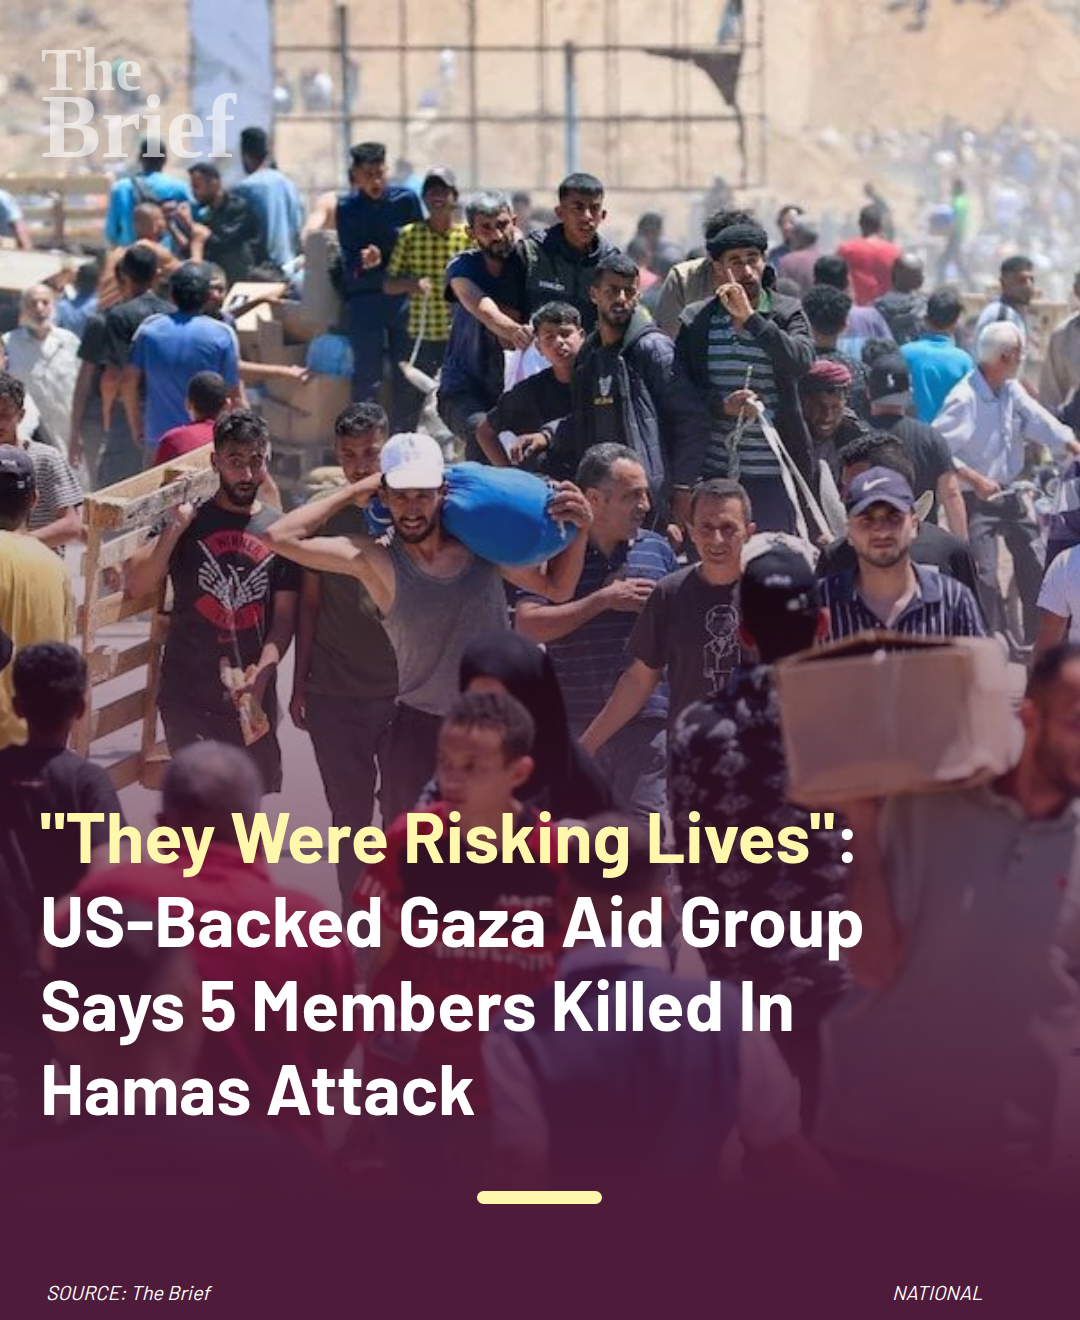 The
Brief
WINNER
"They Were Risking Lives":
US-Backed Gaza Aid Group
Says 5 Members Killed In
Hamas Attack
SOURCE: The Brief
NATIONAL